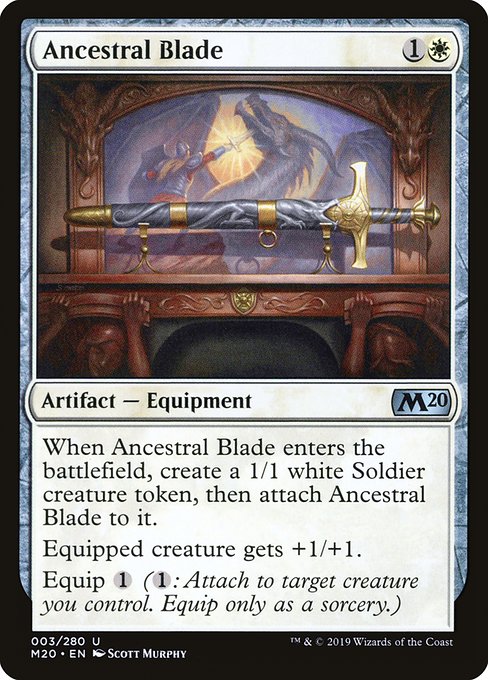 Ancestral Blade 1
Artifact — Equipment M20
When Ancestral Blade enters the
battlefield, create a 1/1 white Soldier
creature token, then attach Ancestral
Blade to it.
Equipped creature gets +1/+1.
Equip 1 (1: Attach to target creature
you control. Equip only as a sorcery.)
003/280 U
M20 • EN Scott Murphy
™ & © 2019 Wizards of the Coast